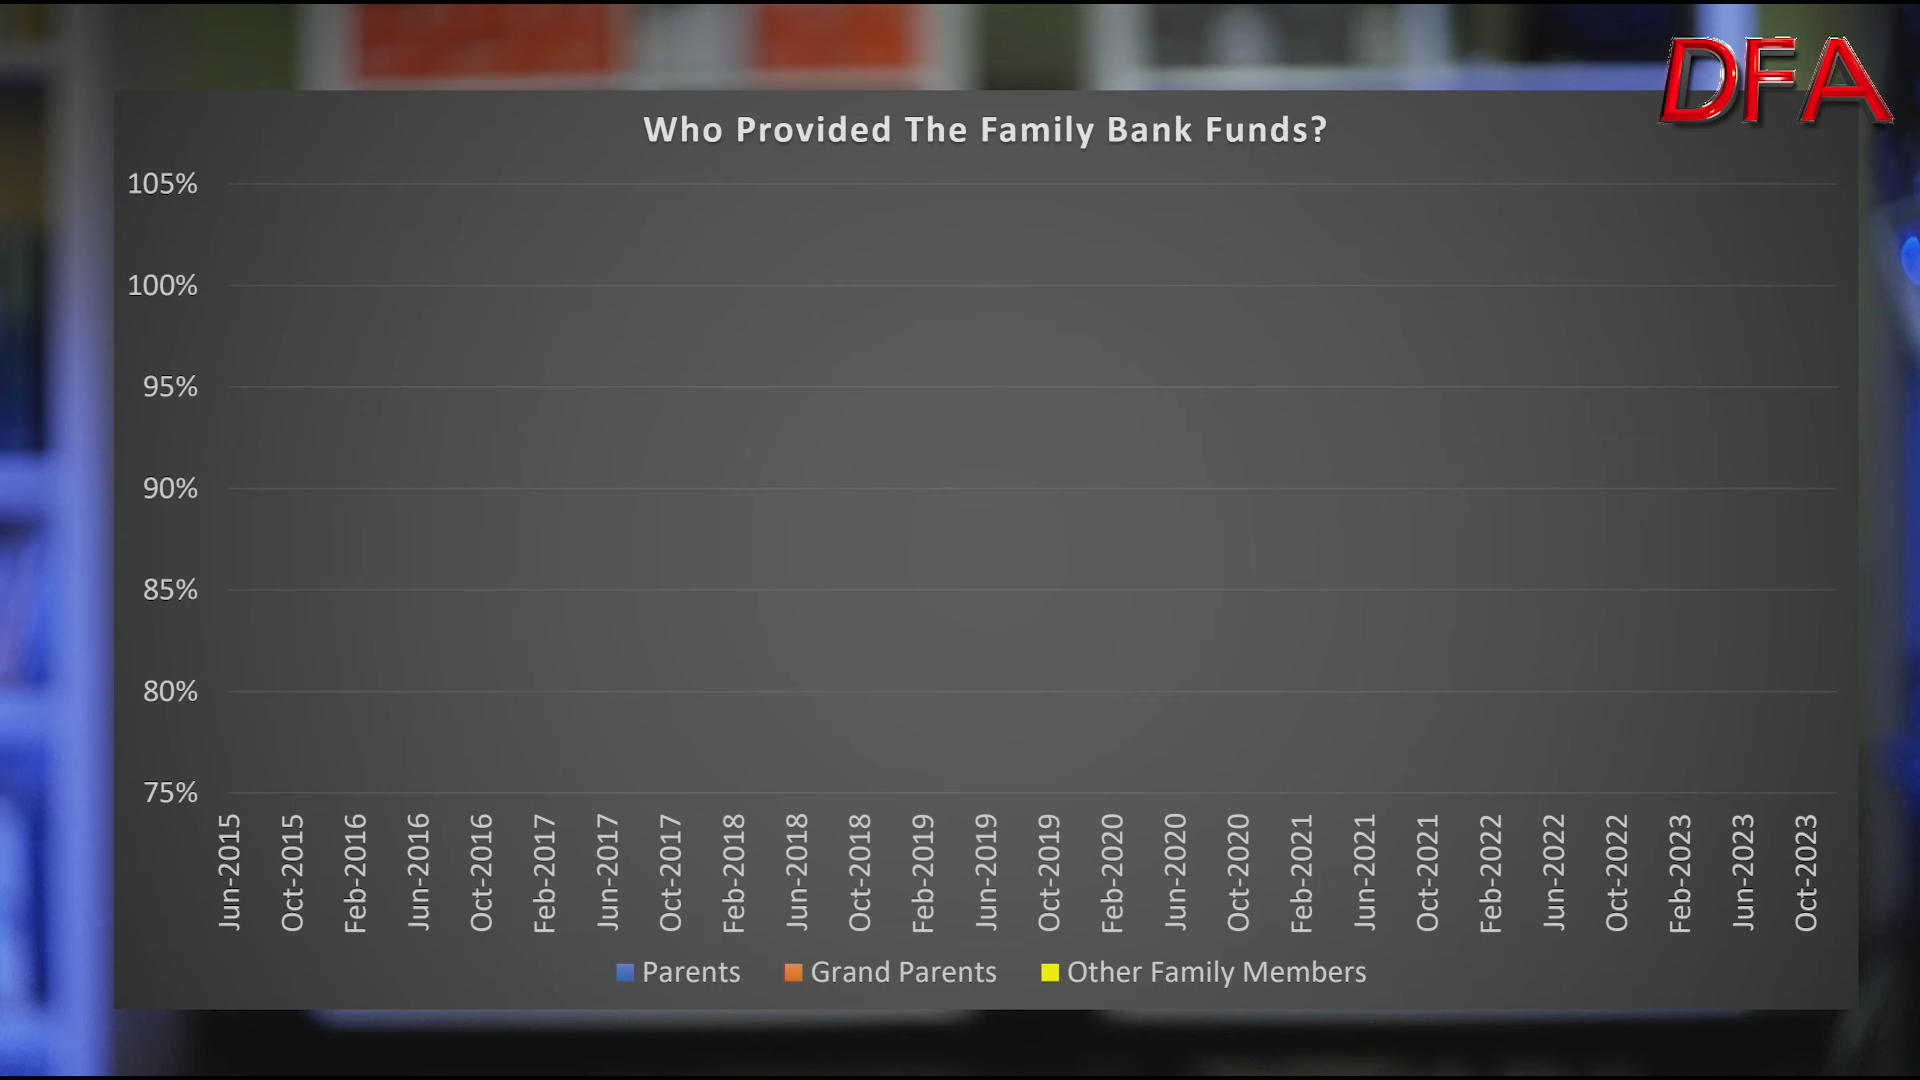 DFA
Who Provided The Family Bank Funds?
105%
100%
95%
90%
85%
80%
75%
Jun-2015
Oct-2015
Feb-2016
Jun-2016
Oct-2016
Feb-2017
Jun-2017
Oct-2017
Feb-2018
Jun-2018
Oct-2018
Feb-2019
Jun-2019
Oct-2019
Feb-2020
Jun-2020
Oct-2020
Feb-2021
Jun-2021
Oct-2021
Feb-2022
Jun-2022
Oct-2022
Feb-2023
Jun-2023
Oct-2023
Parents Grand Parents Other Family Members